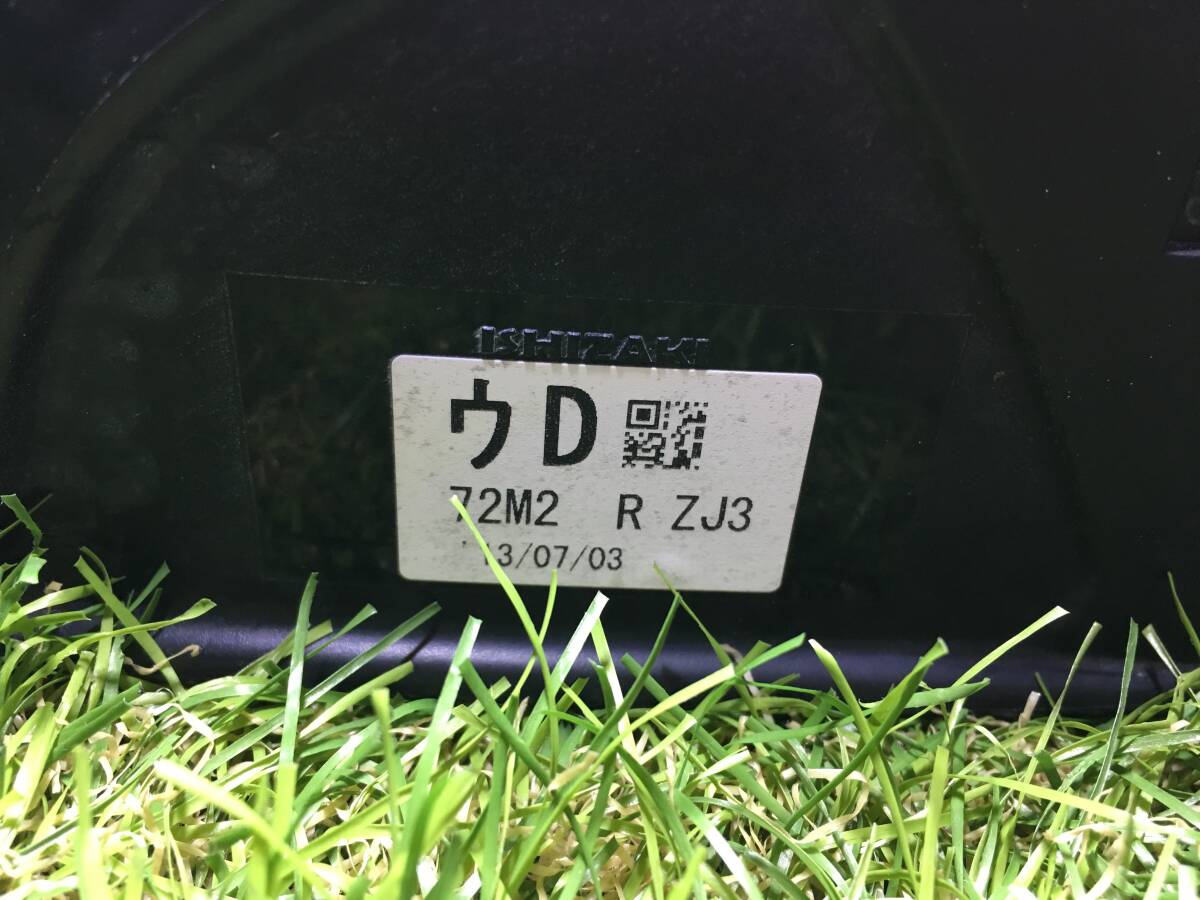 ISHIZAKI
ウD
72M2 R ZJ3
'13/07/03